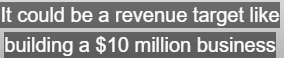 It could be a revenue target like
building a $10 million business